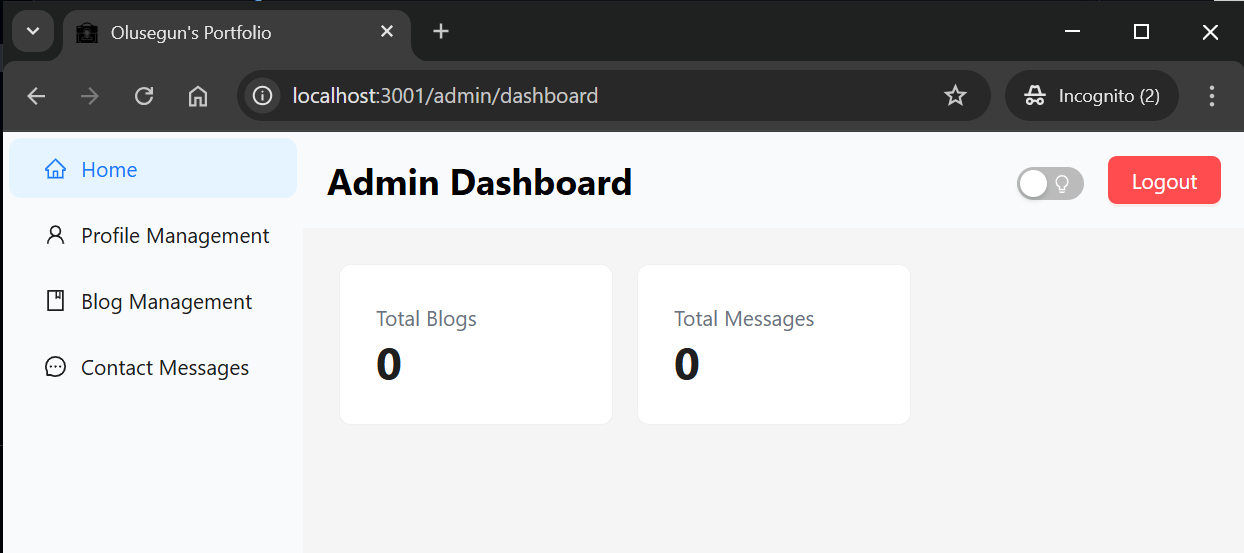 Olusegun's Portfolio
localhost:3001/admin/dashboard
Incognito (2)
Home
Profile Management
Blog Management
Contact Messages
Admin Dashboard
Logout
Total Blogs
0
Total Messages
0